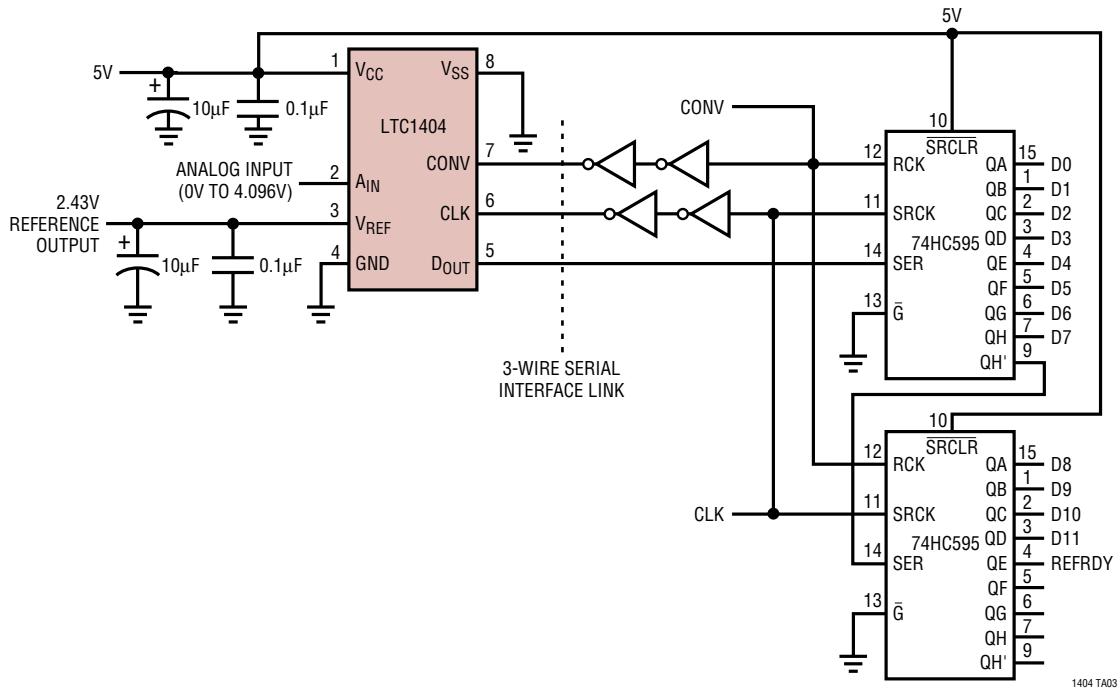 5V
5V
10µF
0.1µF
1
VCC
VSS
8
LTC1404
CONV
7
ANALOG INPUT
(0V TO 4.096V)
2
AIN
CLK
6
2.43V
REFERENCE
OUTPUT
3
VREF
4
GND
DOUT
5
10µF
0.1µF
3-WIRE SERIAL
INTERFACE LINK
CONV
CLK
10
SRCLR
12
RCK
11
SRCK
74HC595
14
SER
13
G̅
QA
15
D0
QB
1
D1
QC
2
D2
QD
3
D3
QE
4
D4
QF
5
D5
QG
6
D6
QH
7
D7
QH'
9
10
SRCLR
12
RCK
11
SRCK
74HC595
14
SER
13
G̅
QA
15
D8
QB
1
D9
QC
2
D10
QD
3
D11
QE
4
REFRDY
QF
5
QG
6
QH
7
QH'
9
1404 TA03